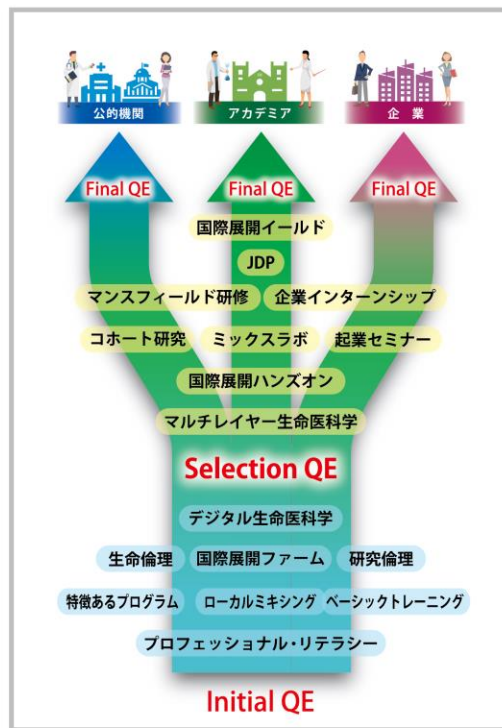 公的機関
アカデミア
企業
Final QE
Final QE
Final QE
国際展開イールド
JDP
マンスフィールド研修
企業インターンシップ
コホート研究
ミックスラボ
起業セミナー
国際展開ハンズオン
マルチレイヤー生命医科学
Selection QE
デジタル生命医科学
生命倫理
国際展開ファーム
研究倫理
特徴あるプログラム
ローカルミキシング
ベーシックトレーニング
プロフェッショナル・リテラシー
Initial QE